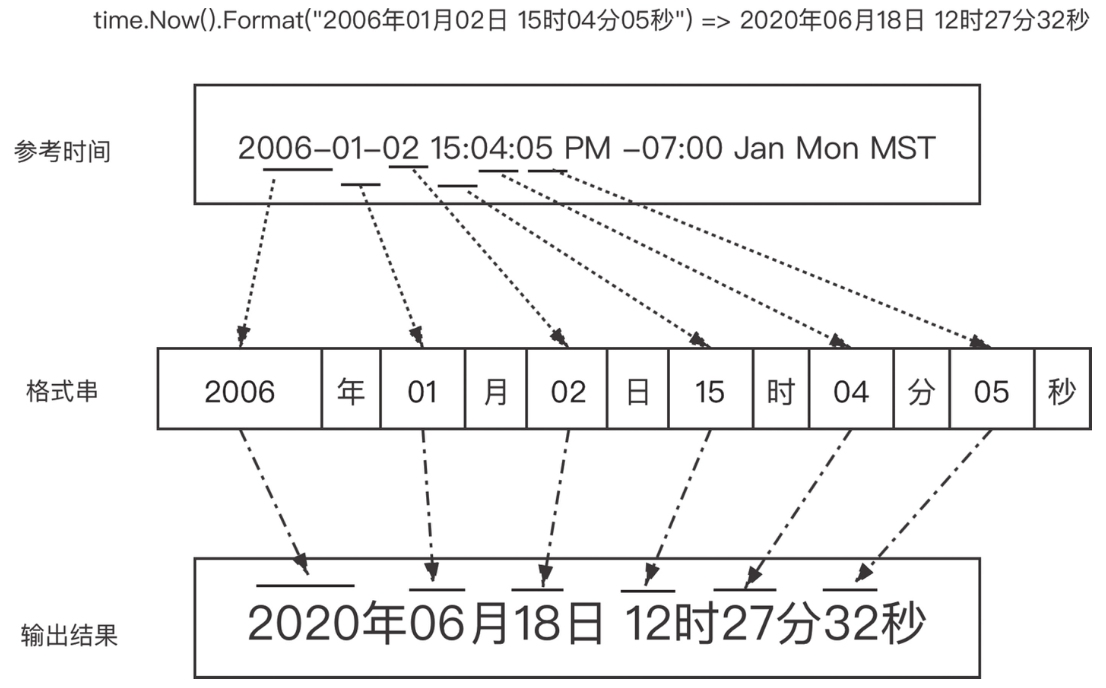 time.Now().Format("2006年01月02日 15时04分05秒") => 2020年06月18日 12时27分32秒
参考时间
2006-01-02 15:04:05 PM -07:00 Jan Mon MST
格式串
2006 年 01 月 02 日 15 时 04 分 05 秒
输出结果
2020年06月18日 12时27分32秒